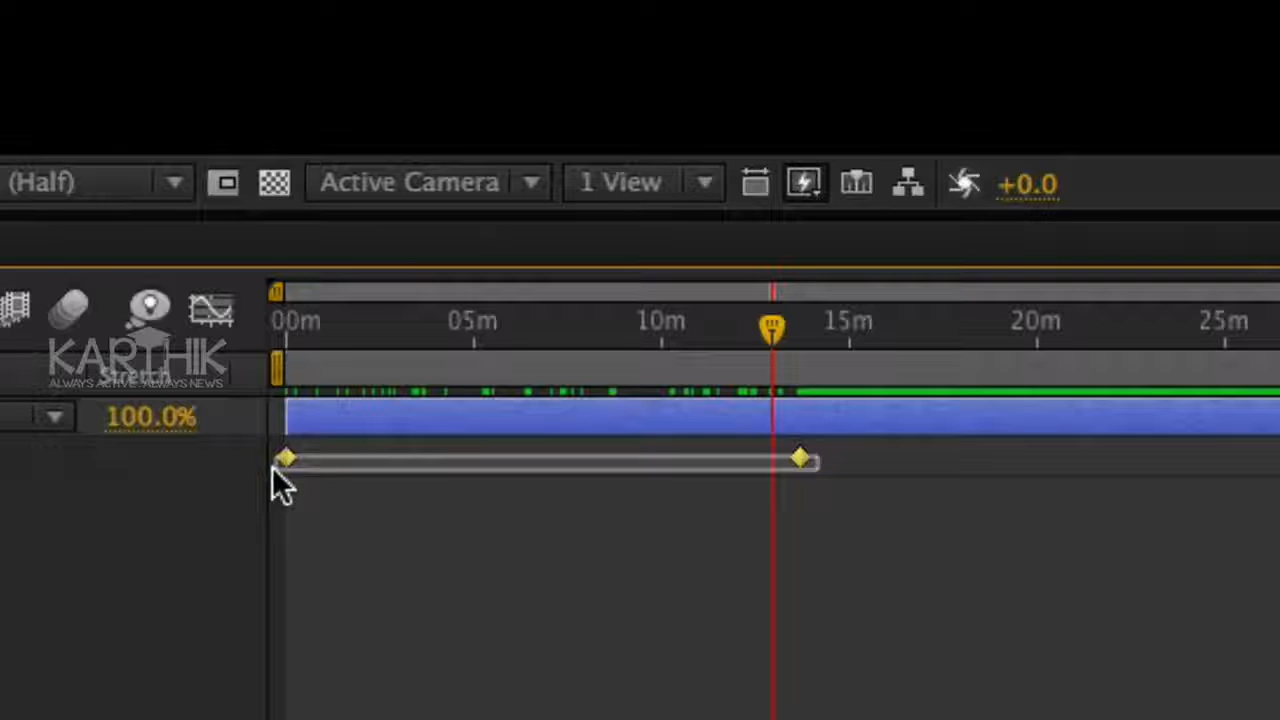 (Half) Active Camera 1 View +0.0
00m 05m 10m 15m 20m 25m
KARTHIK
ALWAYS ACTIVE. ALWAYS NEWS
Stretch
100.0%